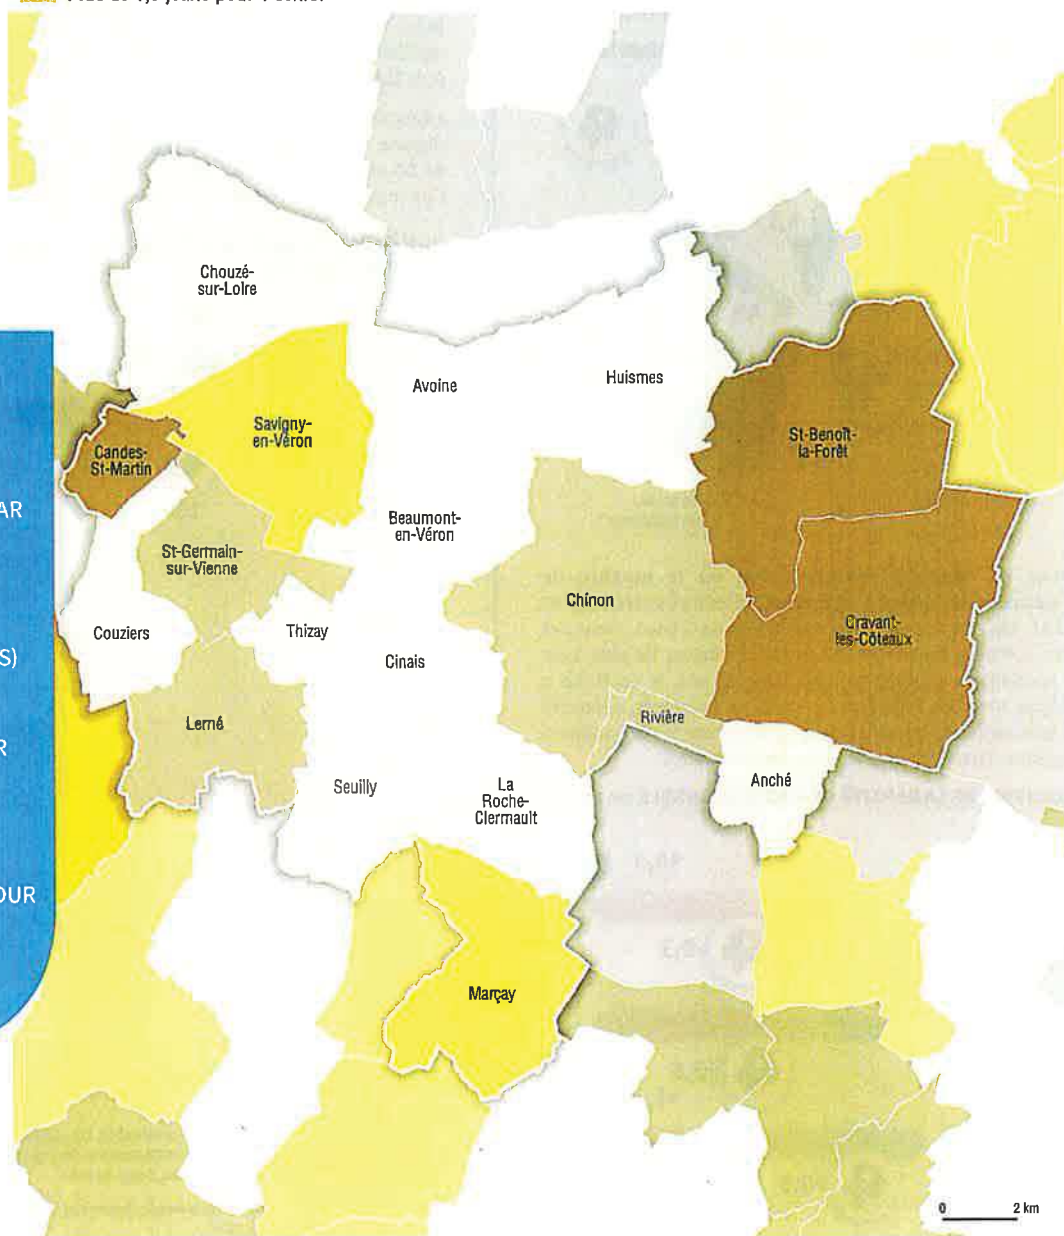 Chouzé-
sur-Loire
Avoine
Huismes
Savigny-
en-Véron
St-Benoît-
la-Forêt
Candes-
St-Martin
AR
Beaumont-
en-Véron
St-Germain-
sur-Vienne
Chinon
Couziers
Thizay
Cravant-
les-Côteaux
Cinais
S)
Rivière
Lerné
R
Seuilly
La
Roche-
Clermault
Anché
OUR
Marçay
0 2 km